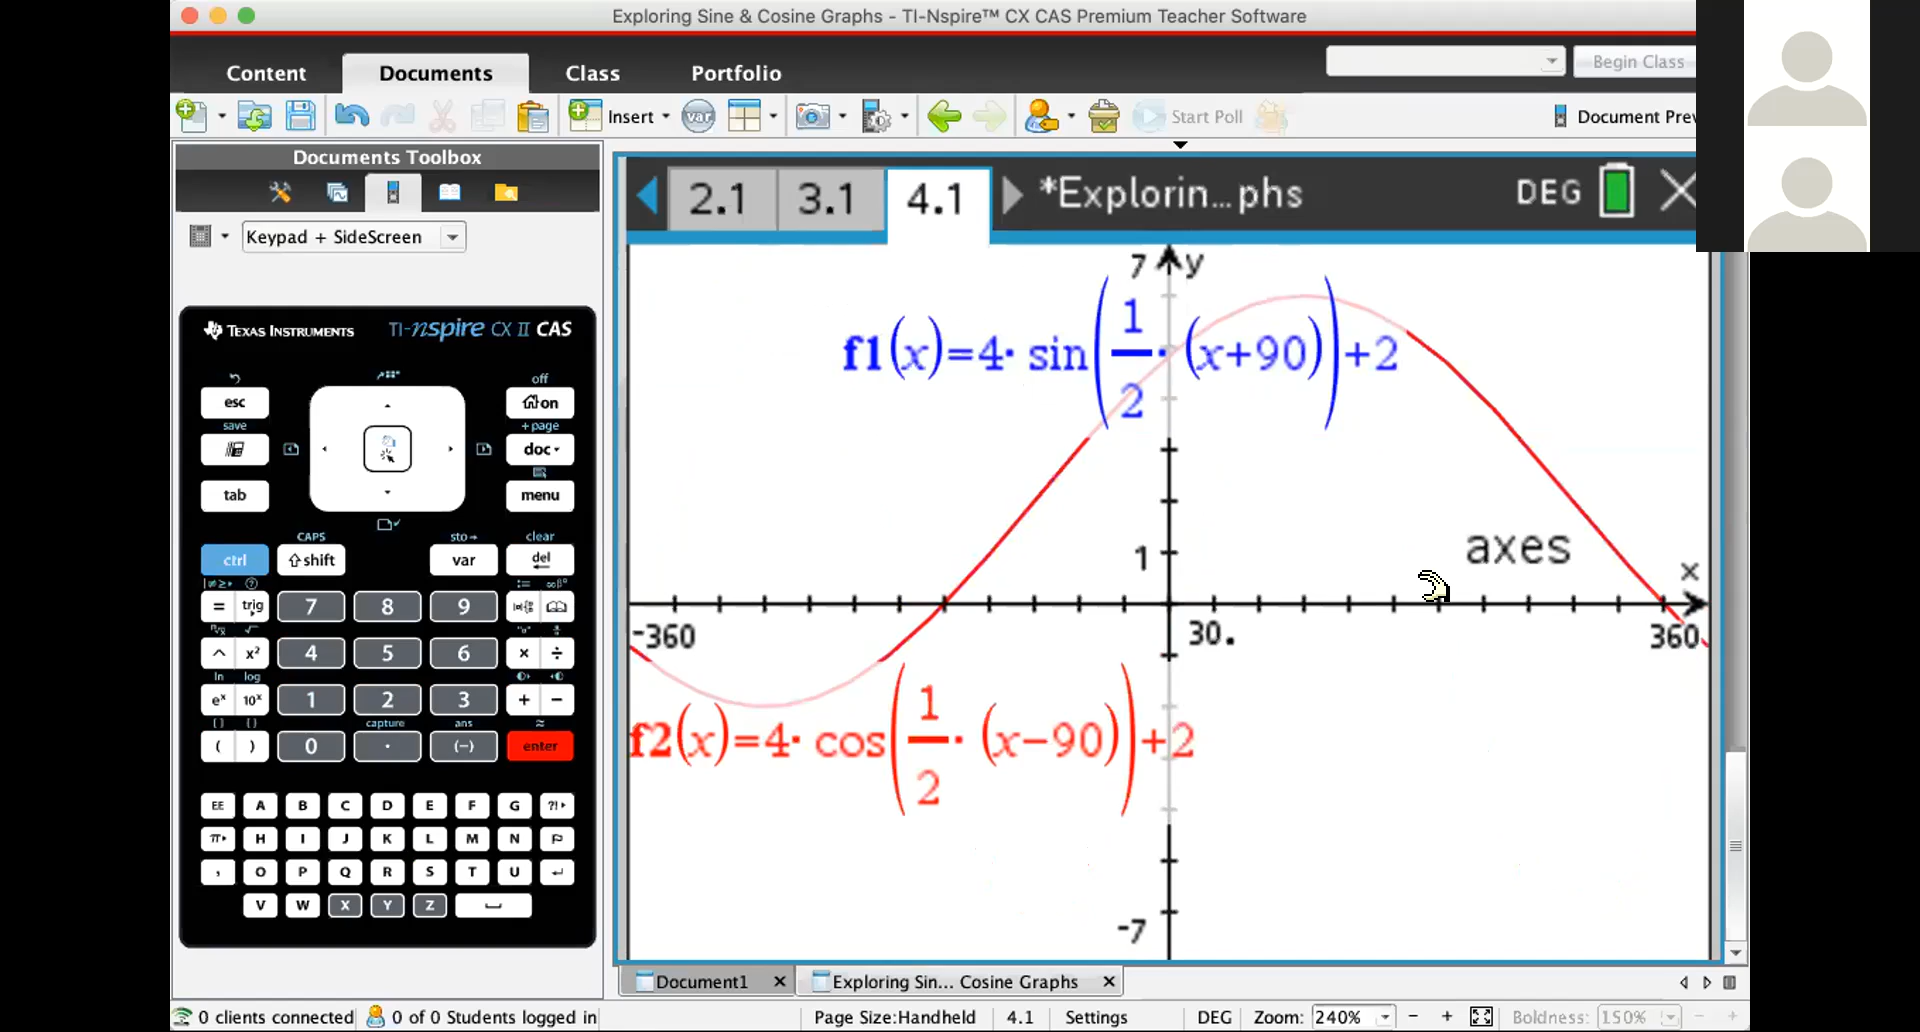 Exploring Sine & Cosine Graphs - TI-Nspire™ CX CAS Premium Teacher Software
Content Documents Class Portfolio
Begin Class
Insert var Start Poll Document Prev
Documents Toolbox
Keypad + SideScreen
2.1 3.1 4.1 *Explorin...phs DEG
TEXAS INSTRUMENTS TI-nspire CX II CAS
off
esc on
save + page
doc
tab menu
CAPS sto→ clear
ctrl shift var del
= trig 7 8 9
^ x² 4 5 6 × ÷
ln log
eˣ 10ˣ 1 2 3 + −
capture ans ≈
( ) 0 . (−) enter
EE A B C D E F G ?!
π H I J K L M N
, O P Q R S T U
V W X Y Z
7 y
f1(x)=4· sin(1/2· (x+90))+2
axes
1
x
-360 30. 360
f2(x)=4· cos(1/2· (x−90))+2
-7
Document1 Exploring Sin... Cosine Graphs
0 clients connected 0 of 0 Students logged in Page Size:Handheld 4.1 Settings DEG Zoom: 240% − + Boldness: 150% − +